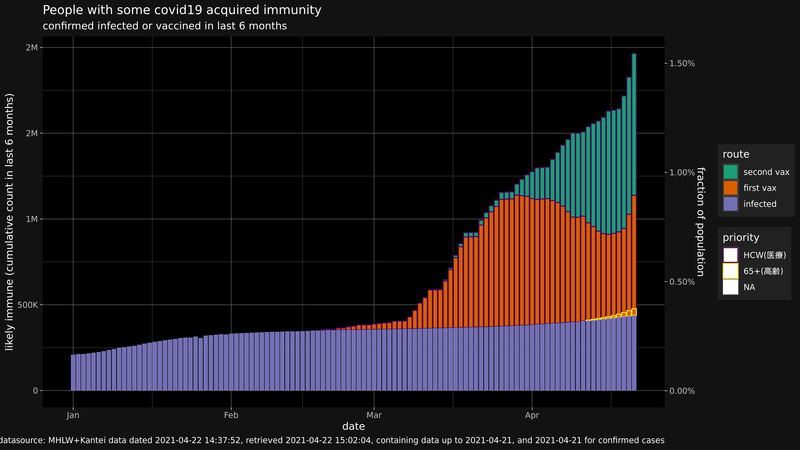 People with some covid19 acquired immunity
confirmed infected or vaccined in last 6 months
likely immune (cumulative count in last 6 months)
2M
2M
1M
500K
0
1.50%
1.00%
0.50%
0.00%
fraction of population
Jan
Feb
Mar
Apr
date
route
second vax
first vax
infected
priority
HCW(医療)
65+(高齢)
NA
datasource: MHLW+Kantei data dated 2021-04-22 14:37:52, retrieved 2021-04-22 15:02:04, containing data up to 2021-04-21, and 2021-04-21 for confirmed cases